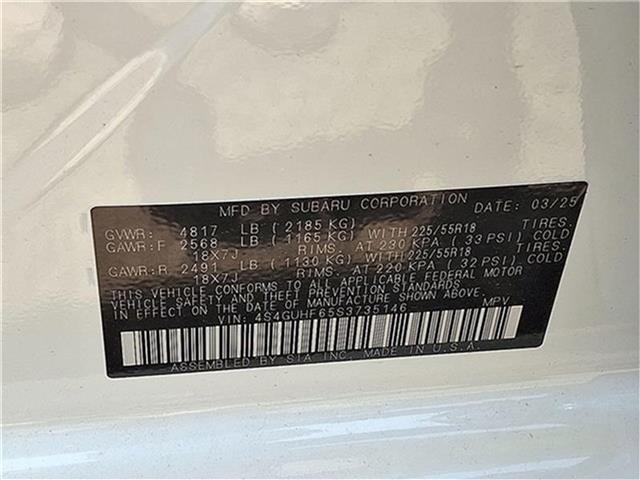 MFD BY SUBARU CORPORATION DATE: 03/25
GVWR: 4817 LB ( 2185 KG)
GAWR:F 2568 LB ( 1165 KG) WITH 225/55R18 TIRES.
18X7J RIMS. AT 230 KPA ( 33 PSI) COLD
GAWR:R 2491 LB ( 1130 KG) WITH 225/55R18 TIRES.
18X7J RIMS. AT 220 KPA ( 32 PSI) COLD
THIS VEHICLE CONFORMS TO ALL APPLICABLE FEDERAL MOTOR
VEHICLE SAFETY AND THEFT PREVENTION STANDARDS
IN EFFECT ON THE DATE OF MANUFACTURE SHOWN ABOVE.
VIN: 4S4GUHF65S3735146 MPV
ASSEMBLED BY SIA INC. MADE IN U.S.A.